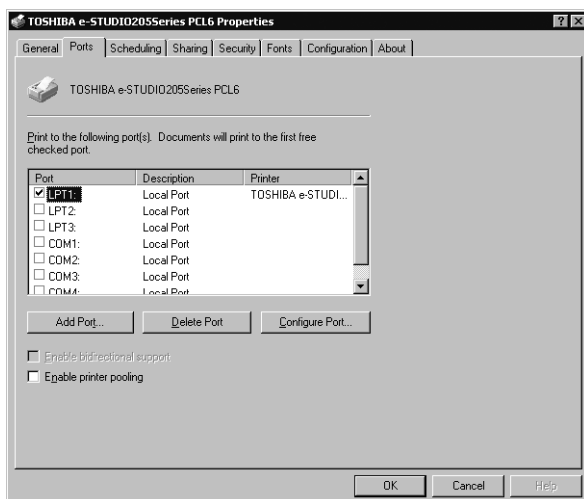 TOSHIBA e-STUDIO205Series PCL6 Properties
General Ports Scheduling Sharing Security Fonts Configuration About
TOSHIBA e-STUDIO205Series PCL6
Print to the following port(s). Documents will print to the first free
checked port.
Port Description Printer
LPT1: Local Port TOSHIBA e-STUDI...
LPT2: Local Port
LPT3: Local Port
COM1: Local Port
COM2: Local Port
COM3: Local Port
COM4: Local Port
Add Port... Delete Port Configure Port...
Enable bidirectional support
Enable printer pooling
OK Cancel Help